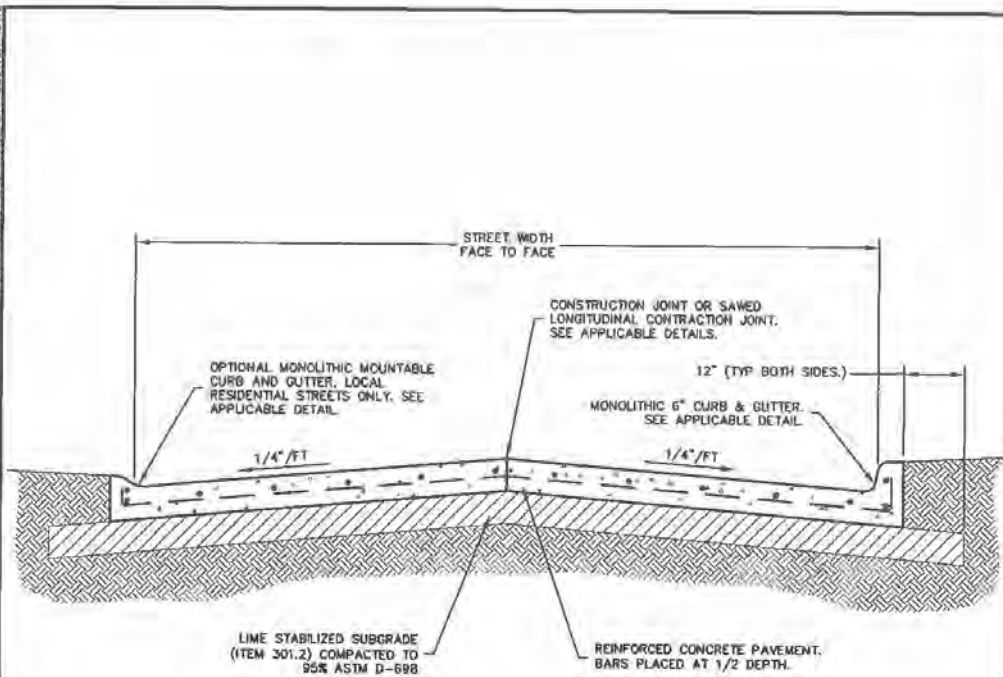 STREET WIDTH
FACE TO FACE
CONSTRUCTION JOINT OR SAWED
LONGITUDINAL CONTRACTION JOINT.
SEE APPLICABLE DETAILS.
OPTIONAL MONOLITHIC MOUNTABLE
CURB AND GUTTER, LOCAL
RESIDENTIAL STREETS ONLY. SEE
APPLICABLE DETAIL.
12" (TYP BOTH SIDES.)
MONOLITHIC 6" CURB & GUTTER.
SEE APPLICABLE DETAIL
1/4"/FT
1/4"/FT
LIME STABILIZED SUBGRADE
(ITEM 301.2) COMPACTED TO
95% ASTM D-698
REINFORCED CONCRETE PAVEMENT.
BARS PLACED AT 1/2 DEPTH.